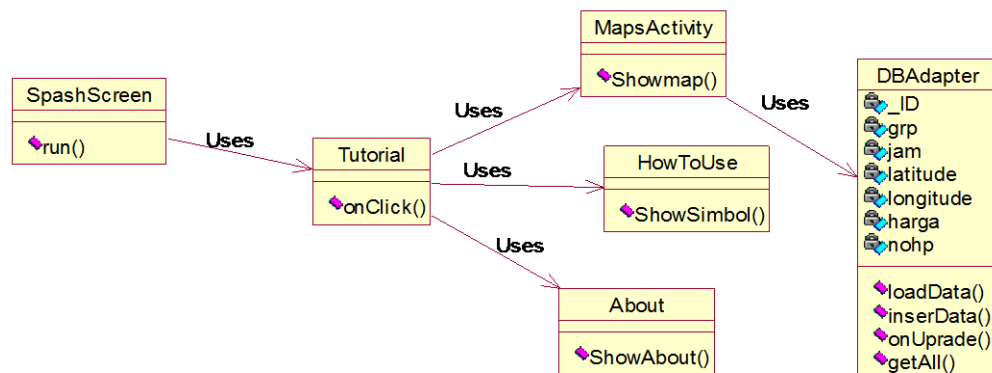 SpashScreen
run()
Uses
Tutorial
onClick()
Uses
MapsActivity
Showmap()
Uses
HowToUse
ShowSimbol()
Uses
About
ShowAbout()
Uses
DBAdapter
_ID
grp
jam
latitude
longitude
harga
nohp
loadData()
inserData()
onUprade()
getAll()